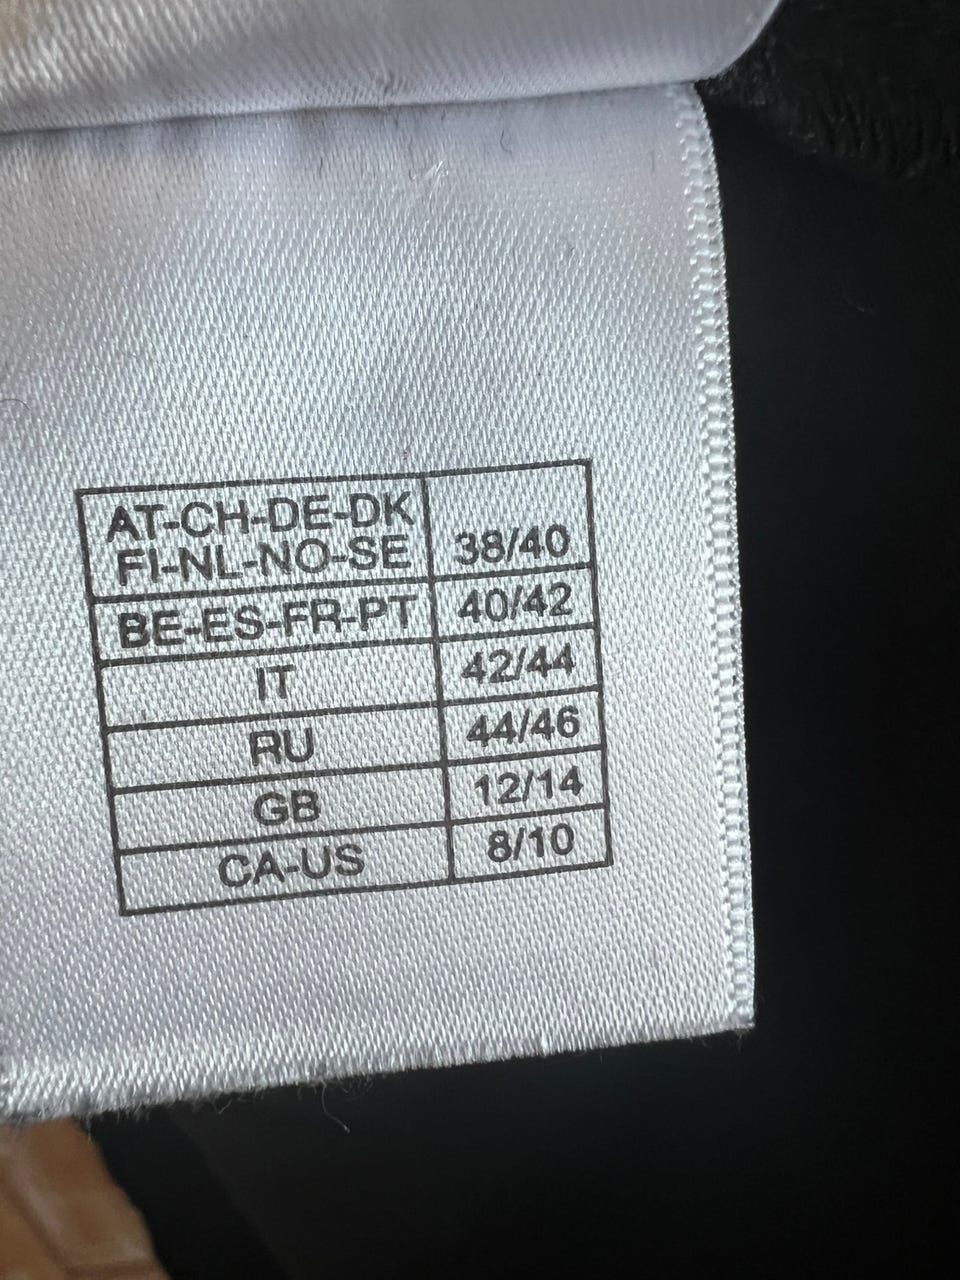 AT-CH-DE-DK
FI-NL-NO-SE 38/40
BE-ES-FR-PT 40/42
IT 42/44
RU 44/46
GB 12/14
CA-US 8/10